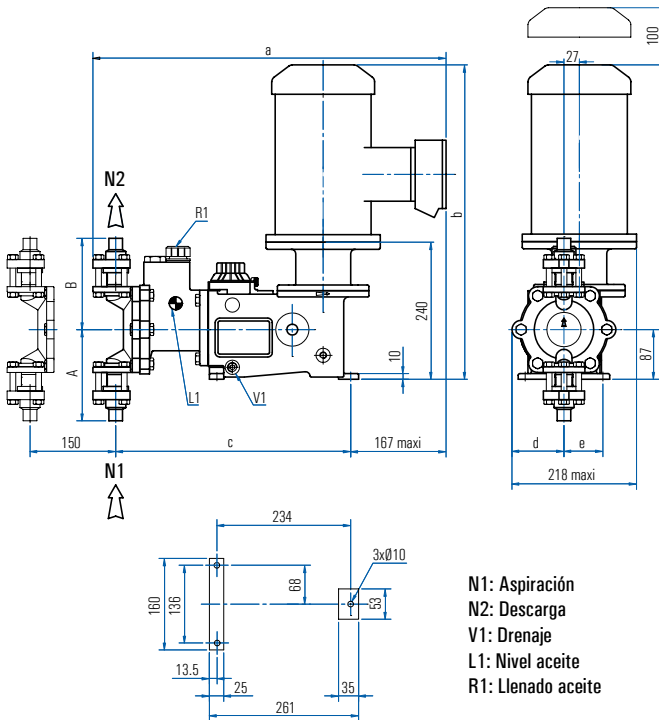 100
a
27
N2
R1
b
B
240
10
87
A
L1
V1
150
c
167 maxi
d
e
N1
218 maxi
234
3xØ10
160
136
68
53
13.5
25
35
261
N1: Aspiración
N2: Descarga
V1: Drenaje
L1: Nivel aceite
R1: Llenado aceite